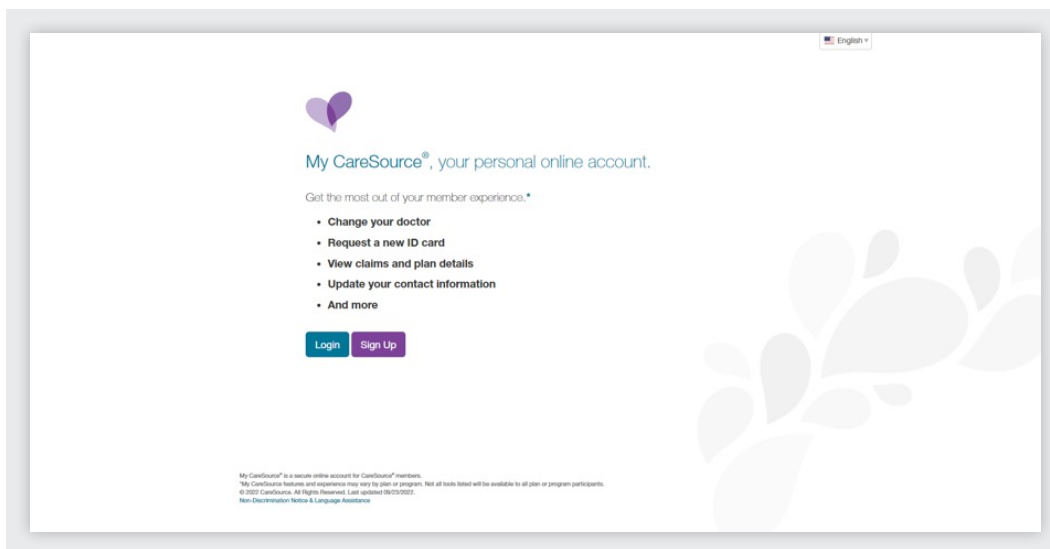 English
My CareSource®, your personal online account.
Get the most out of your member experience.*
• Change your doctor
• Request a new ID card
• View claims and plan details
• Update your contact information
• And more
Login Sign Up
My CareSource® is a secure online account for CareSource® members.
*My CareSource features and experience may vary by plan or program. Not all tools listed will be available to all plan or program participants.
© 2022 CareSource. All Rights Reserved. Last updated 09/23/2022.
Non-Discrimination Notice & Language Assistance